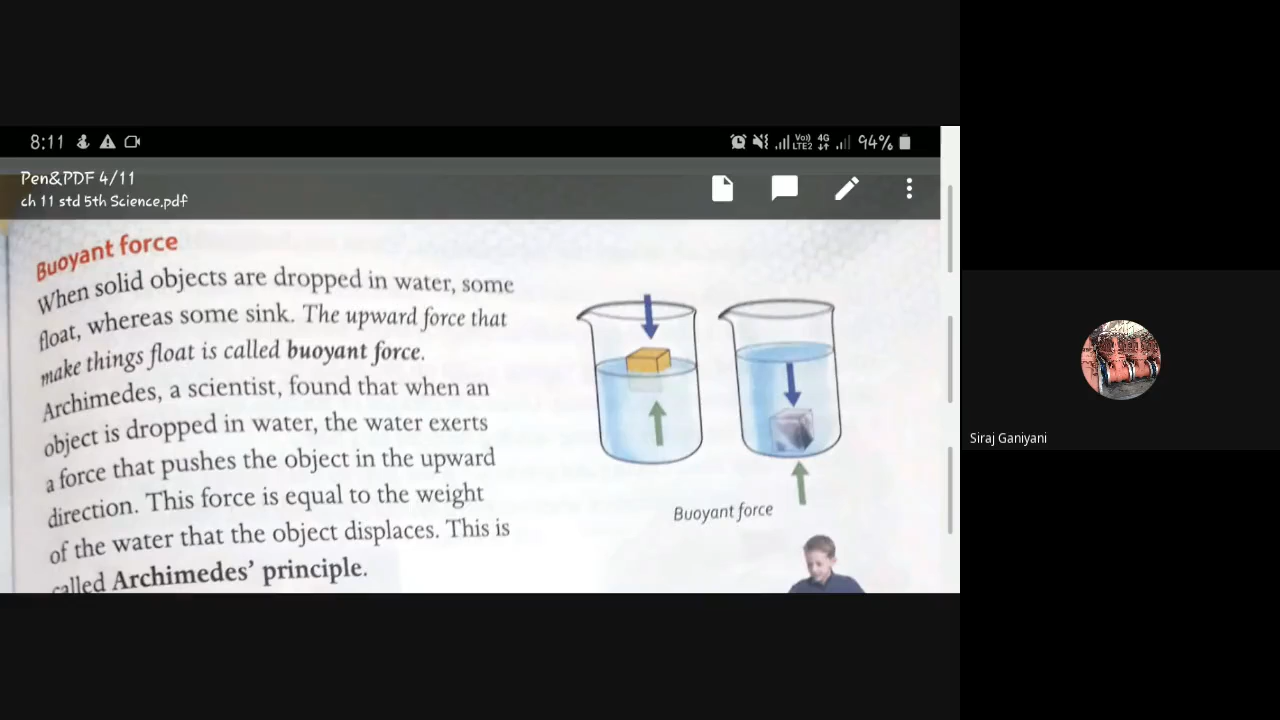 8:11
Vo)) LTE2 4G 94%
Pen&PDF 4/11
ch 11 std 5th Science.pdf
Buoyant force
When solid objects are dropped in water, some
float, whereas some sink. The upward force that
make things float is called buoyant force.
Archimedes, a scientist, found that when an
object is dropped in water, the water exerts
a force that pushes the object in the upward
direction. This force is equal to the weight
of the water that the object displaces. This is
called Archimedes' principle.
Buoyant force
Siraj Ganiyani